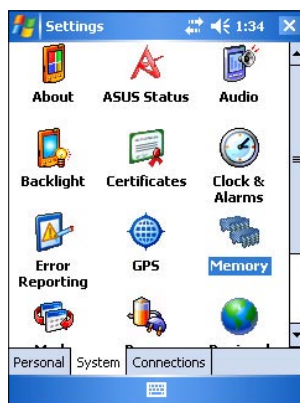 Settings 1:34
About ASUS Status Audio
Backlight Certificates Clock &
Alarms
Error GPS Memory
Reporting
Personal System Connections